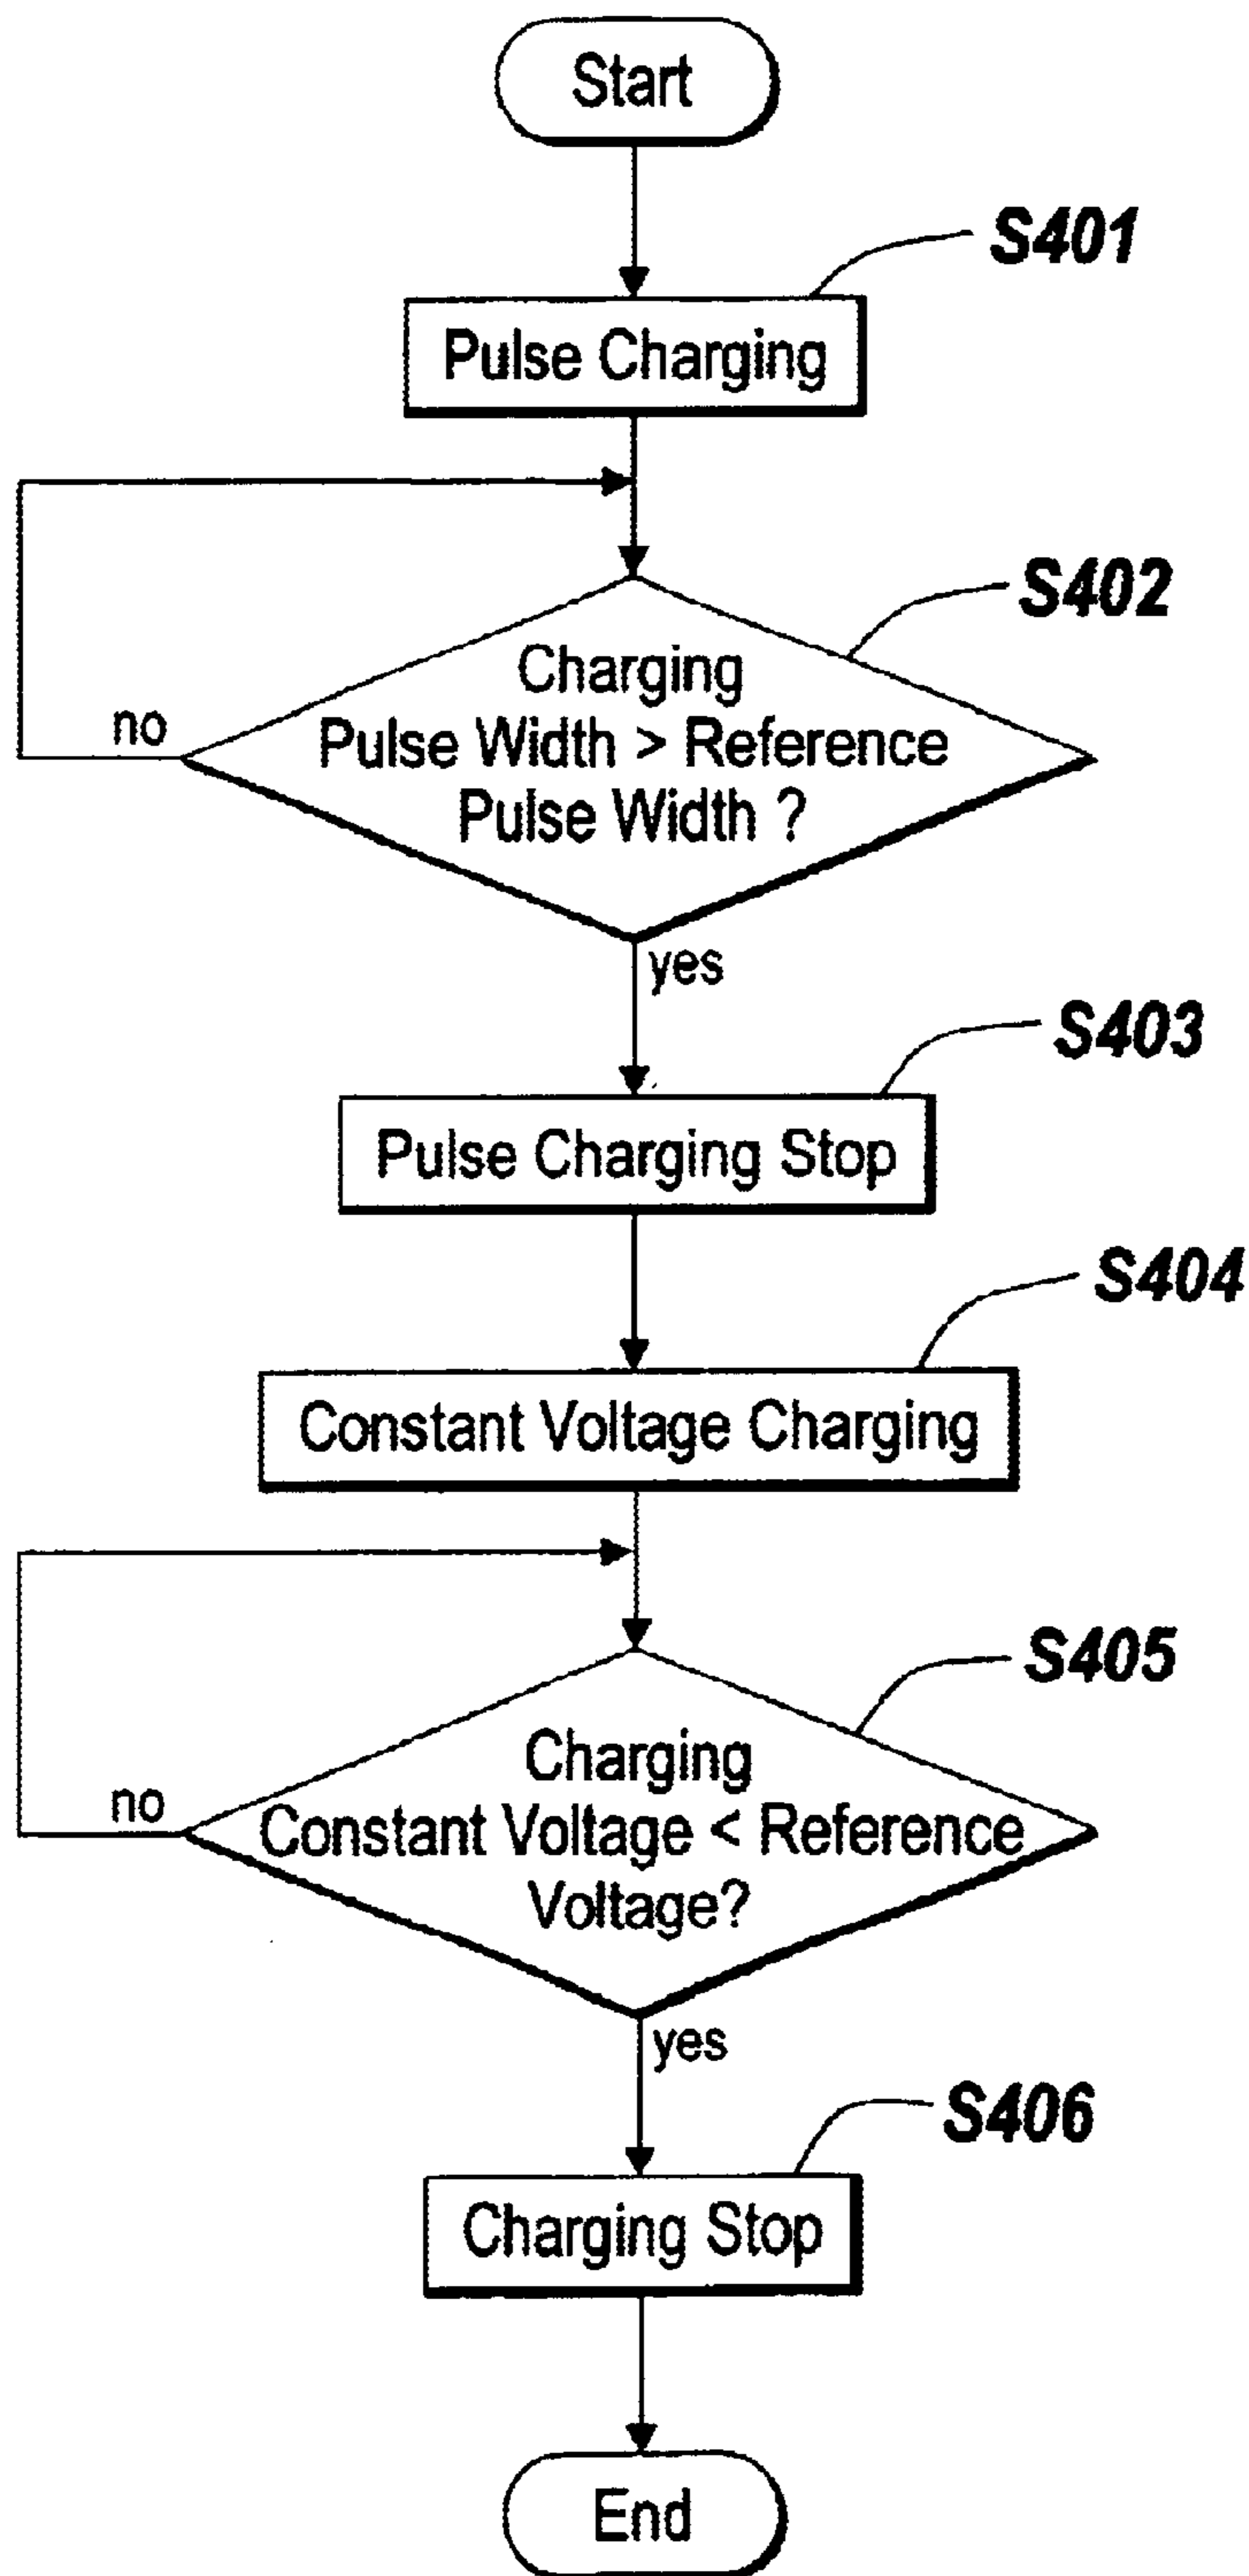 Start
S401
Pulse Charging
S402
Charging
Pulse Width > Reference
Pulse Width ?
no
yes
S403
Pulse Charging Stop
S404
Constant Voltage Charging
S405
Charging
Constant Voltage < Reference
Voltage?
no
yes
S406
Charging Stop
End